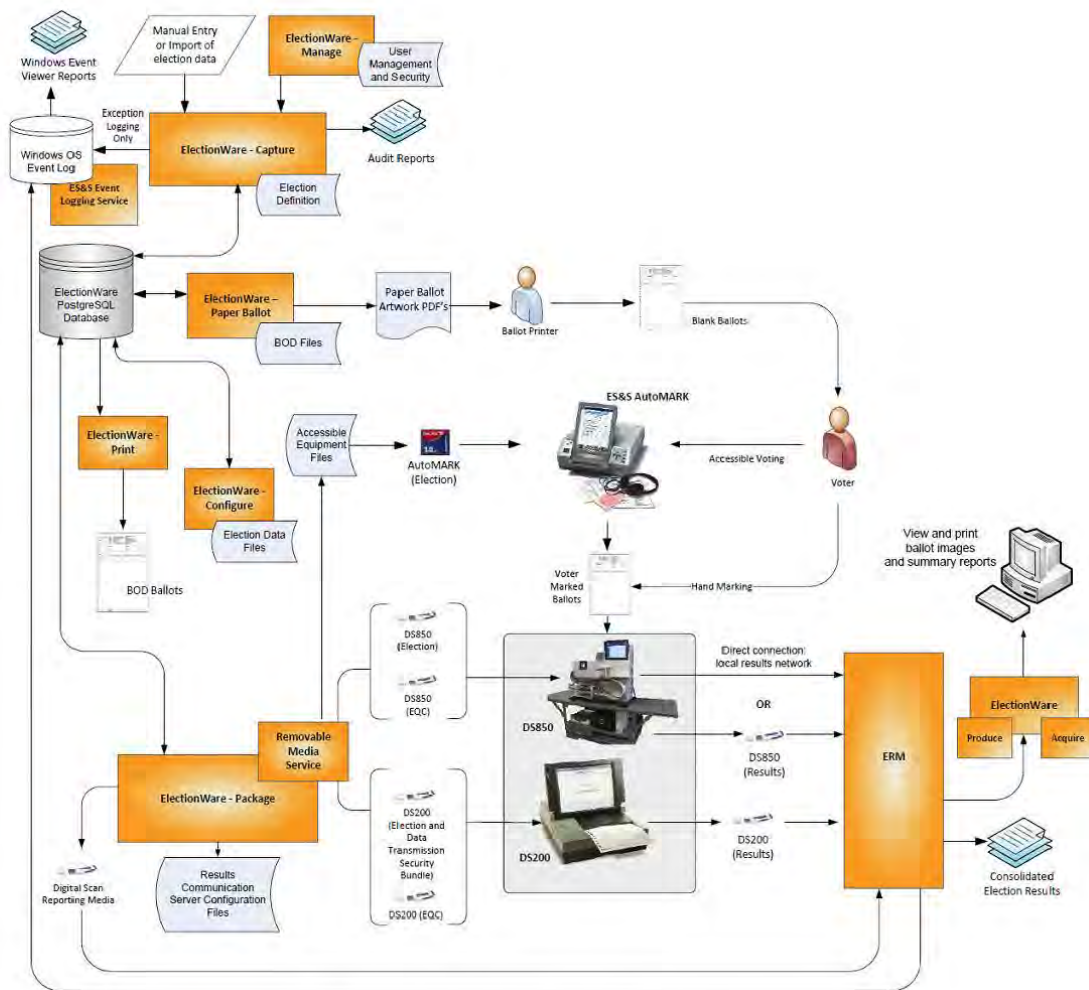 Windows Event
Viewer Reports
Manual Entry
or Import of
election data
ElectionWare -
Manage
User
Management
and Security
Exception
Logging
Only
Windows OS
Event Log
ES&S Event
Logging Service
ElectionWare - Capture
Audit Reports
Election
Definition
ElectionWare
PostgreSQL
Database
ElectionWare –
Paper Ballot
BOD Files
Paper Ballot
Artwork PDF's
Ballot Printer
Blank Ballots
ElectionWare -
Print
BOD Ballots
ElectionWare -
Configure
Election Data
Files
Accessible
Equipment
Files
AutoMARK
(Election)
ES&S AutoMARK
Accessible Voting
Voter
Voter
Marked
Ballots
Hand Marking
View and print
ballot images
and summary reports
DS850
(Election)
DS850
(EQC)
DS850
Direct connection:
local results network
OR
DS850
(Results)
ERM
ElectionWare
Produce
Acquire
Removable
Media
Service
ElectionWare - Package
DS200
(Election and
Data
Transmission
Security
Bundle)
DS200 (EQC)
DS200
DS200
(Results)
Consolidated
Election Results
Digital Scan
Reporting Media
Results
Communication
Server Configuration
Files